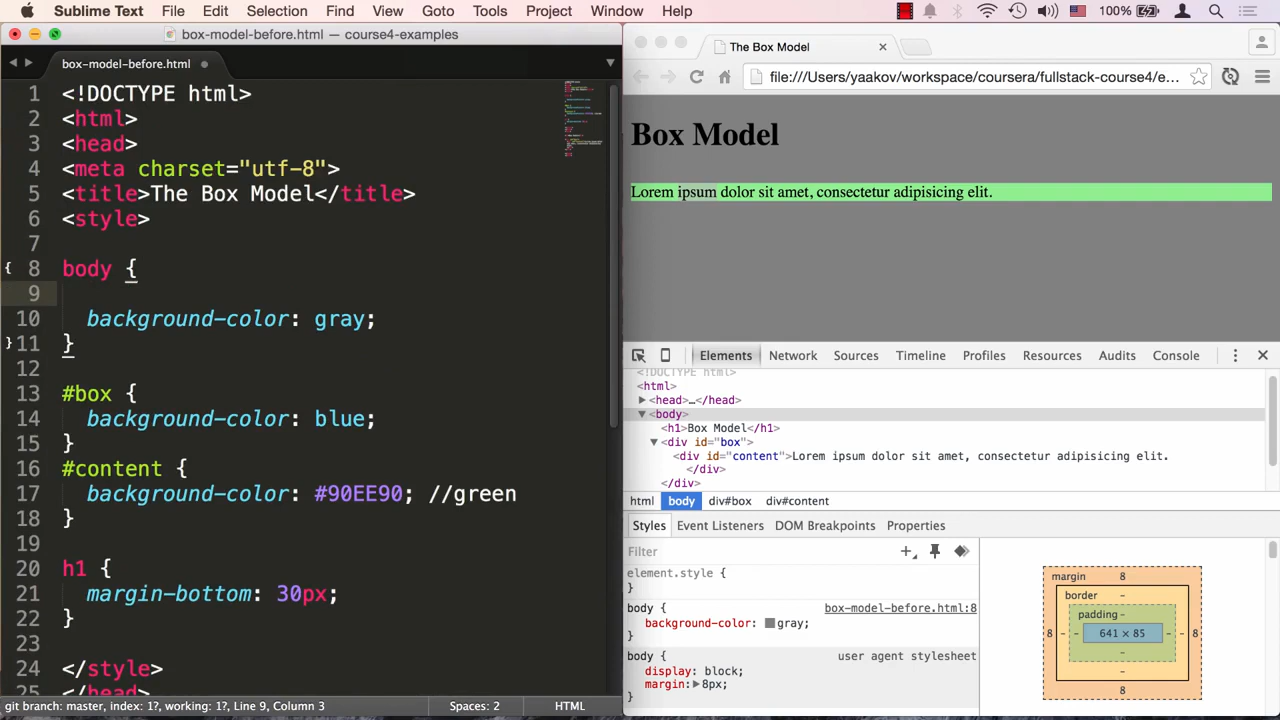 Sublime Text File Edit Selection Find View Goto Tools Project Window Help 100%
box-model-before.html — course4-examples
box-model-before.html
1 <!DOCTYPE html>
2 <html>
3 <head>
4 <meta charset="utf-8">
5 <title>The Box Model</title>
6 <style>
7
8 body {
9
10 background-color: gray;
11 }
12
13 #box {
14 background-color: blue;
15 }
16 #content {
17 background-color: #90EE90; //green
18 }
19
20 h1 {
21 margin-bottom: 30px;
22 }
23
24 </style>
25 </head>
git branch: master, index: 1?, working: 1?, Line 9, Column 3 Spaces: 2 HTML
The Box Model
file:///Users/yaakov/workspace/coursera/fullstack-course4/e...
Box Model
Lorem ipsum dolor sit amet, consectetur adipisicing elit.
Elements Network Sources Timeline Profiles Resources Audits Console
<!DOCTYPE html>
<html>
<head>…</head>
<body>
<h1>Box Model</h1>
<div id="box">
<div id="content">Lorem ipsum dolor sit amet, consectetur adipisicing elit.
</div>
</div>
html body div#box div#content
Styles Event Listeners DOM Breakpoints Properties
Filter
element.style {
}
body { box-model-before.html:8
background-color: gray;
}
body { user agent stylesheet
display: block;
margin: 8px;
}
margin 8
border -
padding -
8 - - 641 × 85 - - 8
-
-
8